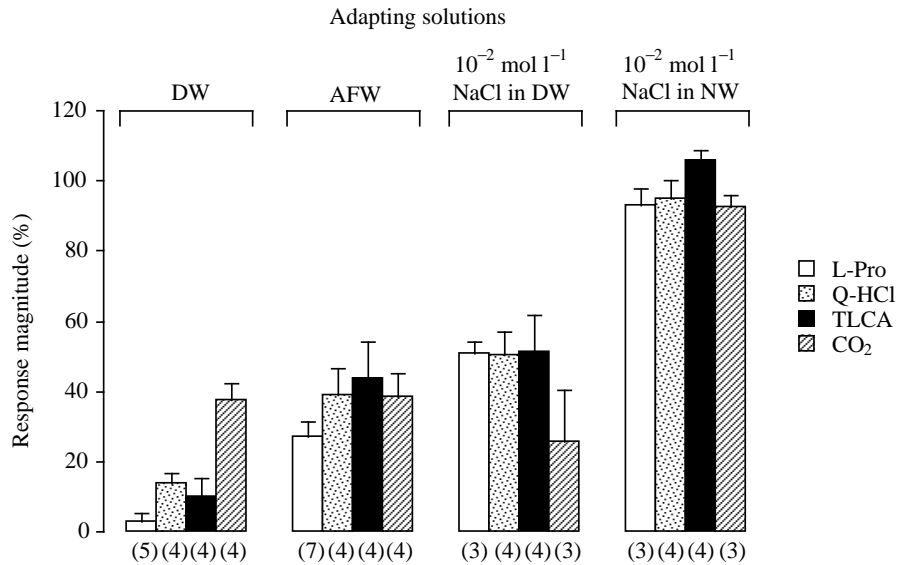 Adapting solutions
DW
AFW
10⁻² mol l⁻¹
NaCl in DW
10⁻² mol l⁻¹
NaCl in NW
Response magnitude (%)
120
100
80
60
40
20
0
(5) (4) (4) (4)
(7) (4) (4) (4)
(3) (4) (4) (3)
(3) (4) (4) (3)
L-Pro
Q-HCl
TLCA
CO₂